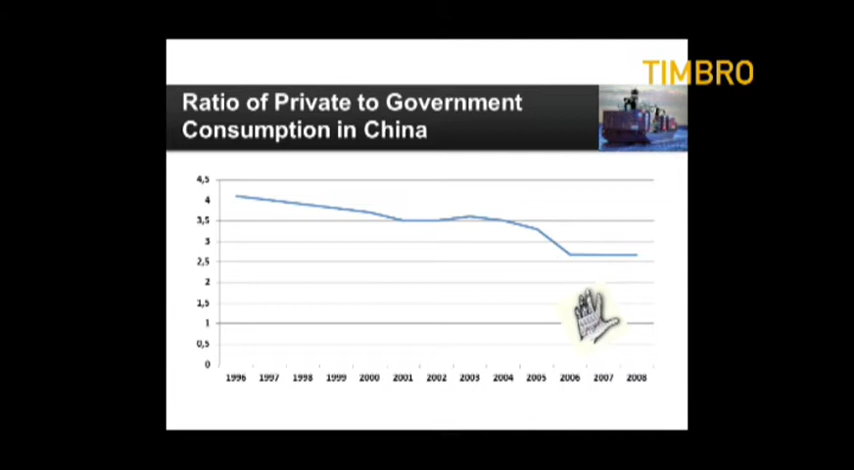 TIMBRO
Ratio of Private to Government
Consumption in China
4,5
4
3,5
3
2,5
2
1,5
1
0,5
0
1996 1997 1998 1999 2000 2001 2002 2003 2004 2005 2006 2007 2008